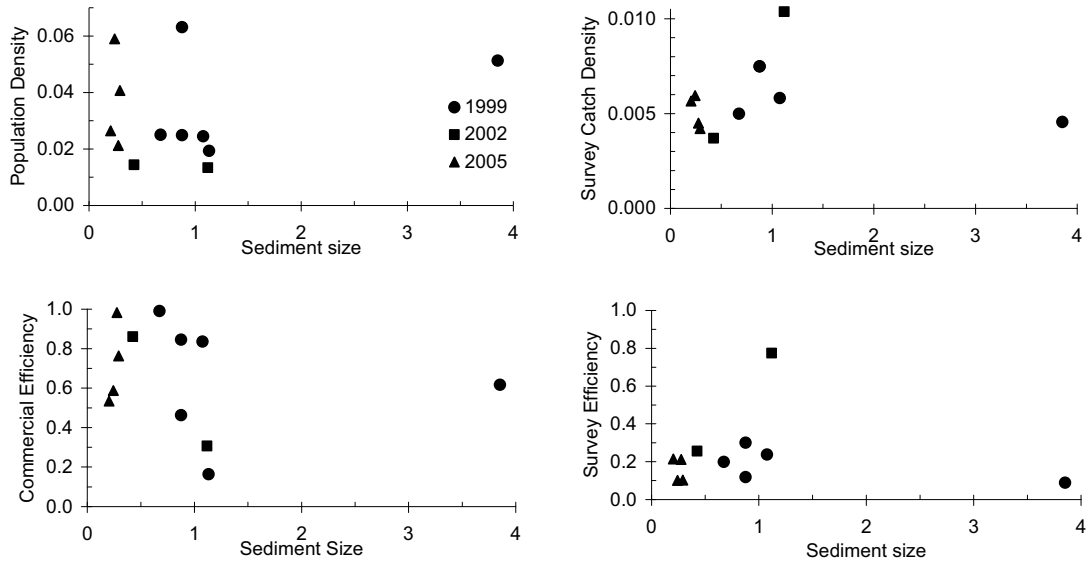 Population Density
0.06
0.04
0.02
0.00
1999
2002
2005
0 1 2 3 4
Sediment size
Survey Catch Density
0.010
0.005
0.000
0 1 2 3 4
Sediment size
Commercial Efficiency
1.0
0.8
0.6
0.4
0.2
0.0
0 1 2 3 4
Sediment Size
Survey Efficiency
1.0
0.8
0.6
0.4
0.2
0.0
0 1 2 3 4
Sediment size